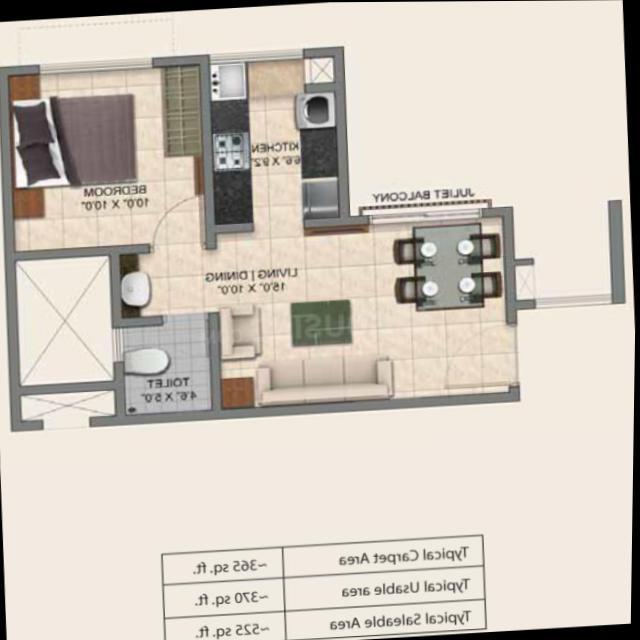 KITCHEN
6'6" X 9'2"
BEDROOM
10'0" X 10'0"
JULIET BALCONY
LIVING | DINING
16'0" X 10'0"
TOILET
4'6" X 5'0"
Typical Carpet Area ~365 sq. ft.
Typical Usable area ~370 sq. ft.
Typical Saleable Area ~525 sq. ft.